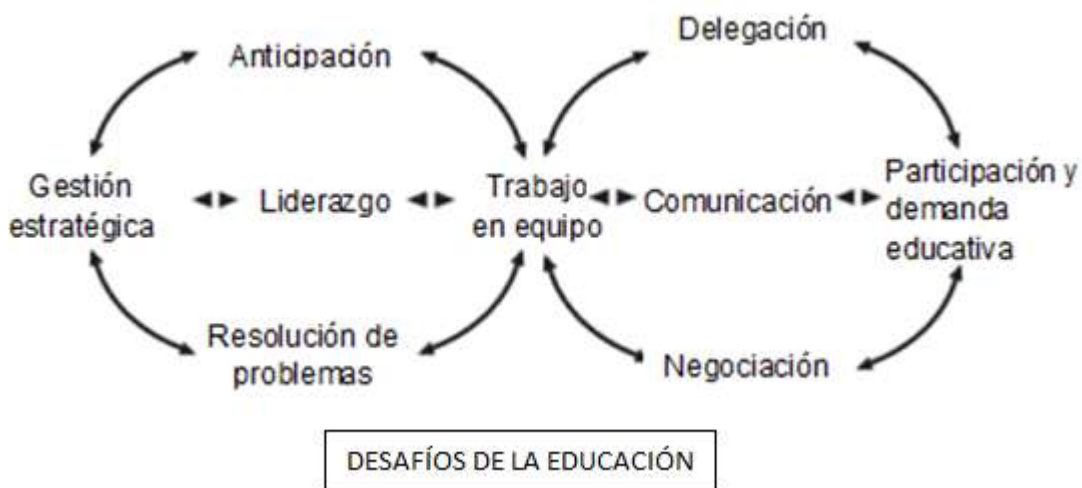 Anticipación
Delegación
Gestión
estratégica
Liderazgo
Trabajo
en equipo
Comunicación
Participación y
demanda
educativa
Resolución de
problemas
Negociación
DESAFÍOS DE LA EDUCACIÓN